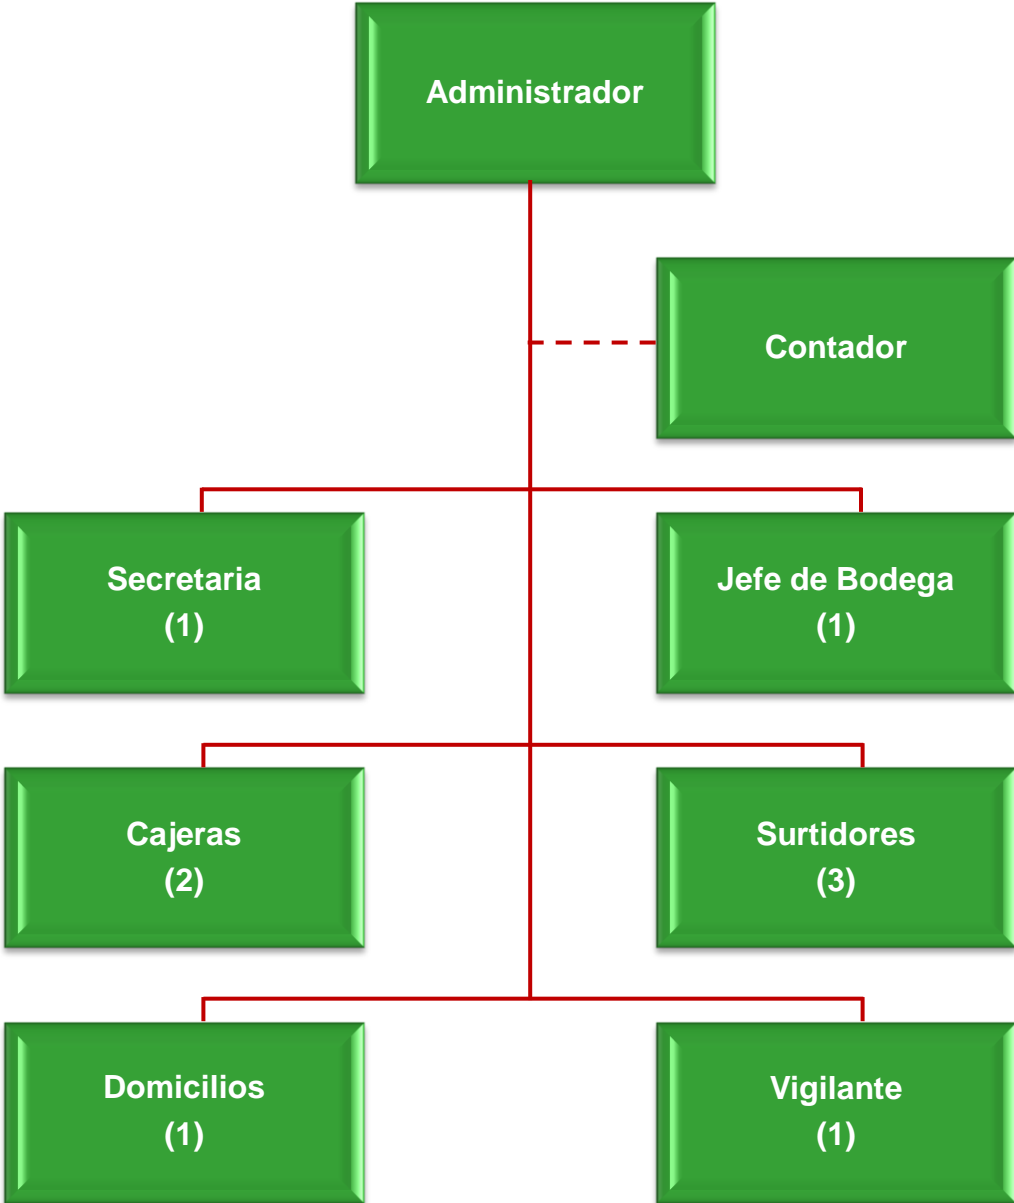 Administrador
Contador
Secretaria
(1)
Jefe de Bodega
(1)
Cajeras
(2)
Surtidores
(3)
Domicilios
(1)
Vigilante
(1)